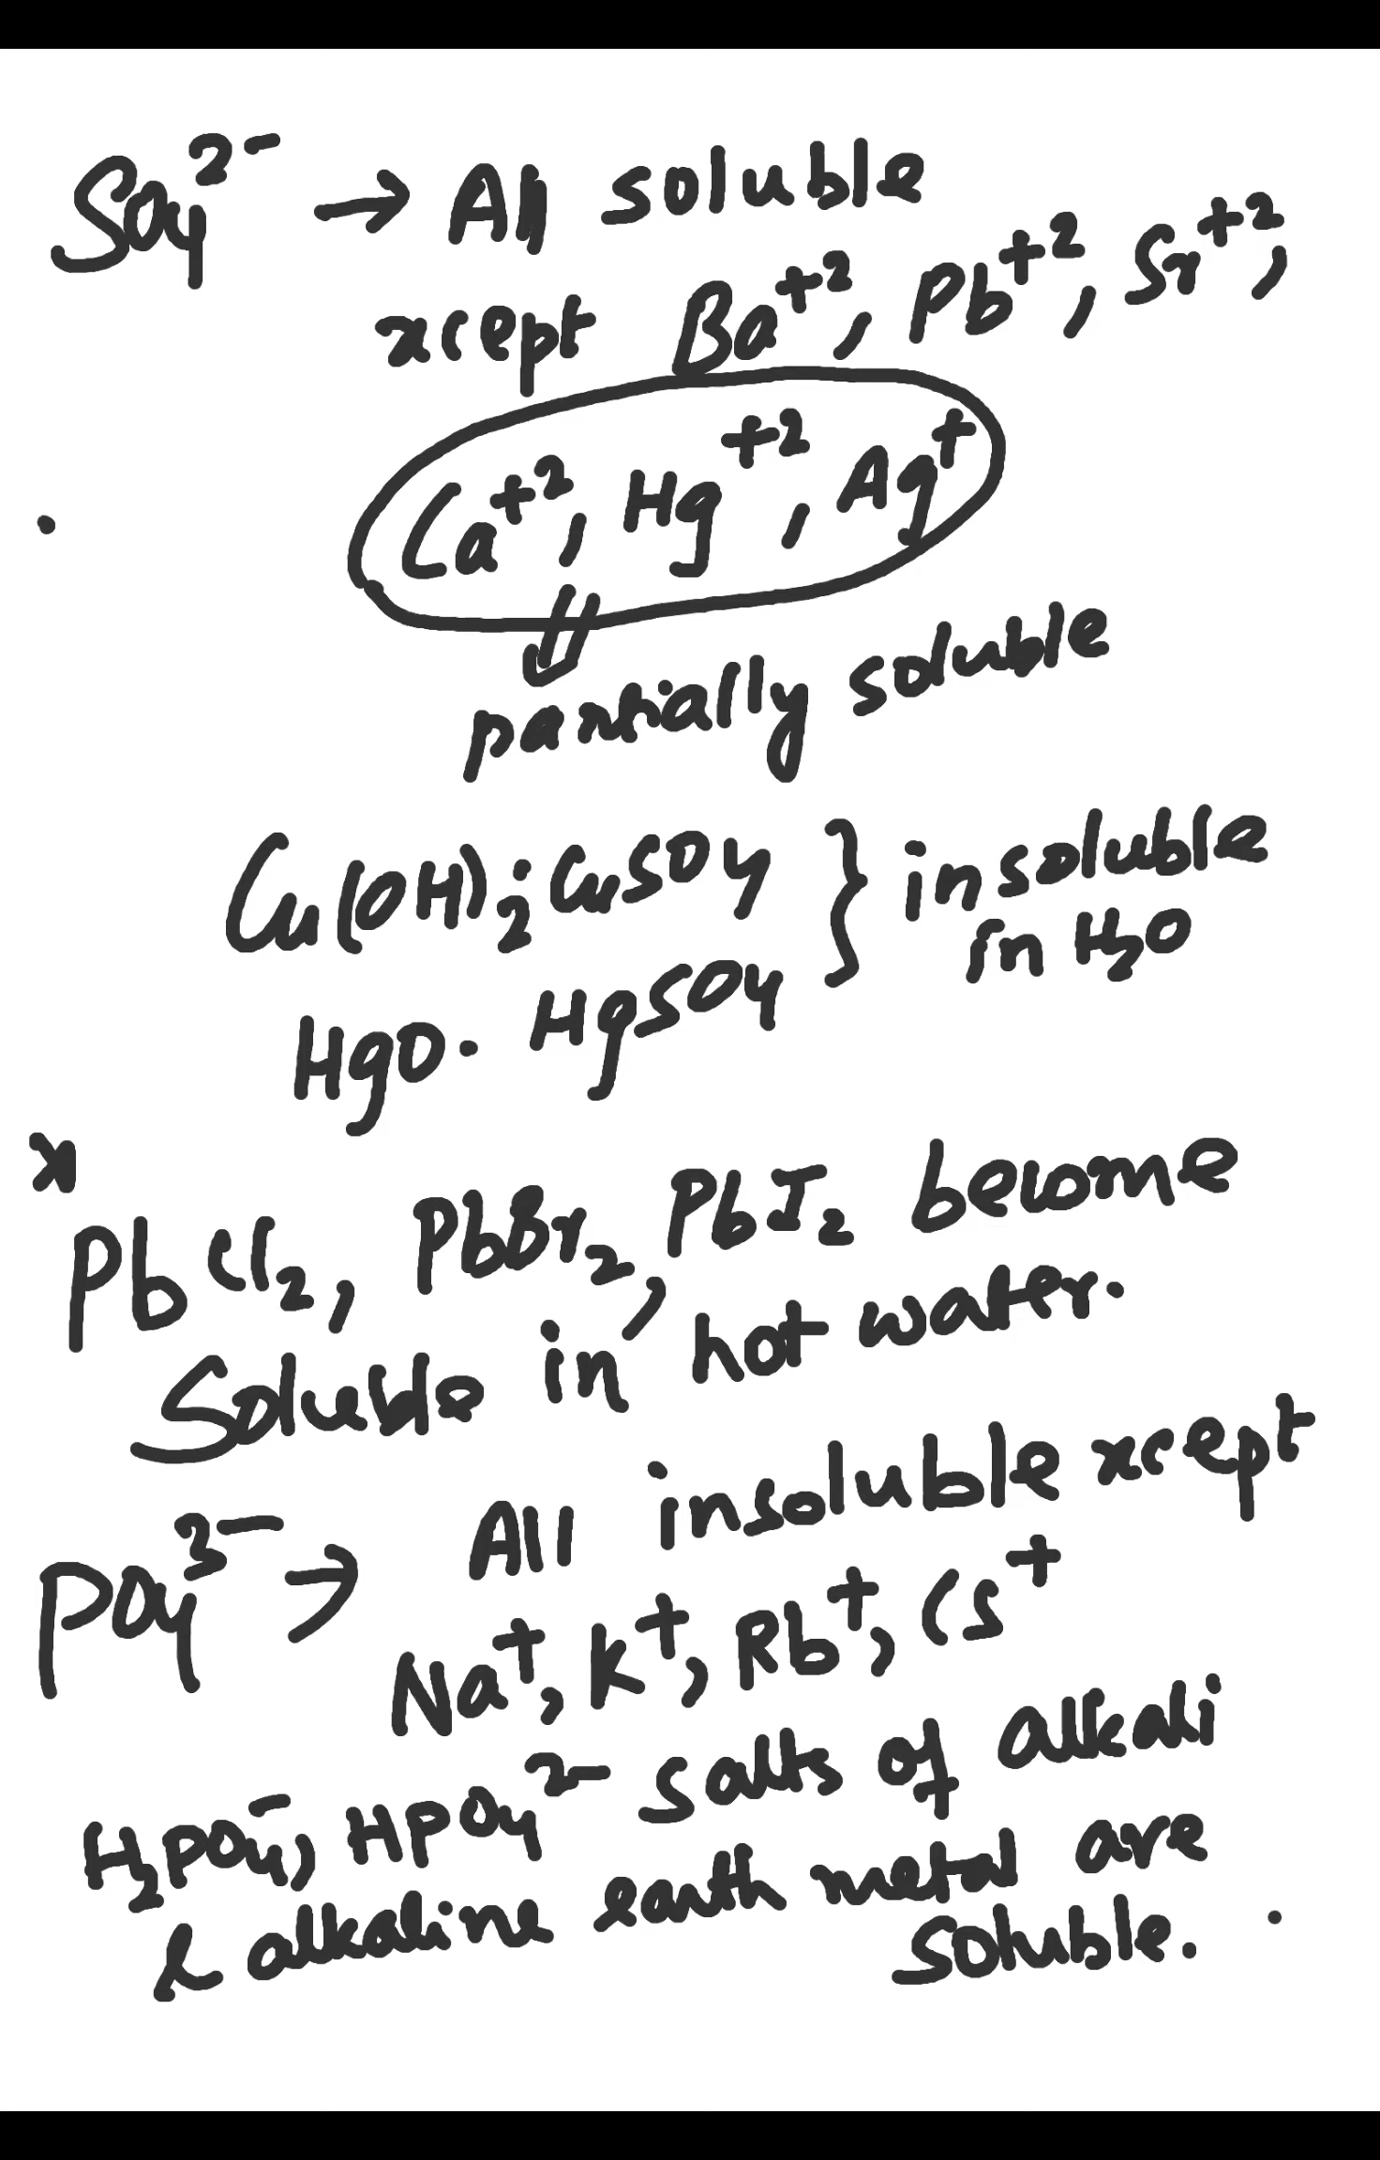 SO4²⁻ → All soluble
xcept Ba⁺², Pb⁺², Sr⁺²,
Ca⁺², Hg⁺², Ag⁺
partially soluble
Cu(OH)₂; CuSO4 } insoluble
in H₂O
HgO. HgSO4
*
PbCl₂, PbBr₂, PbI₂ become
Soluble in hot water.
PO4³⁻ → All insoluble xcept
Na⁺, K⁺, Rb⁺, Cs⁺
H₂PO4⁻, HPO4²⁻ salts of alkali
& alkaline earth metal are
soluble.